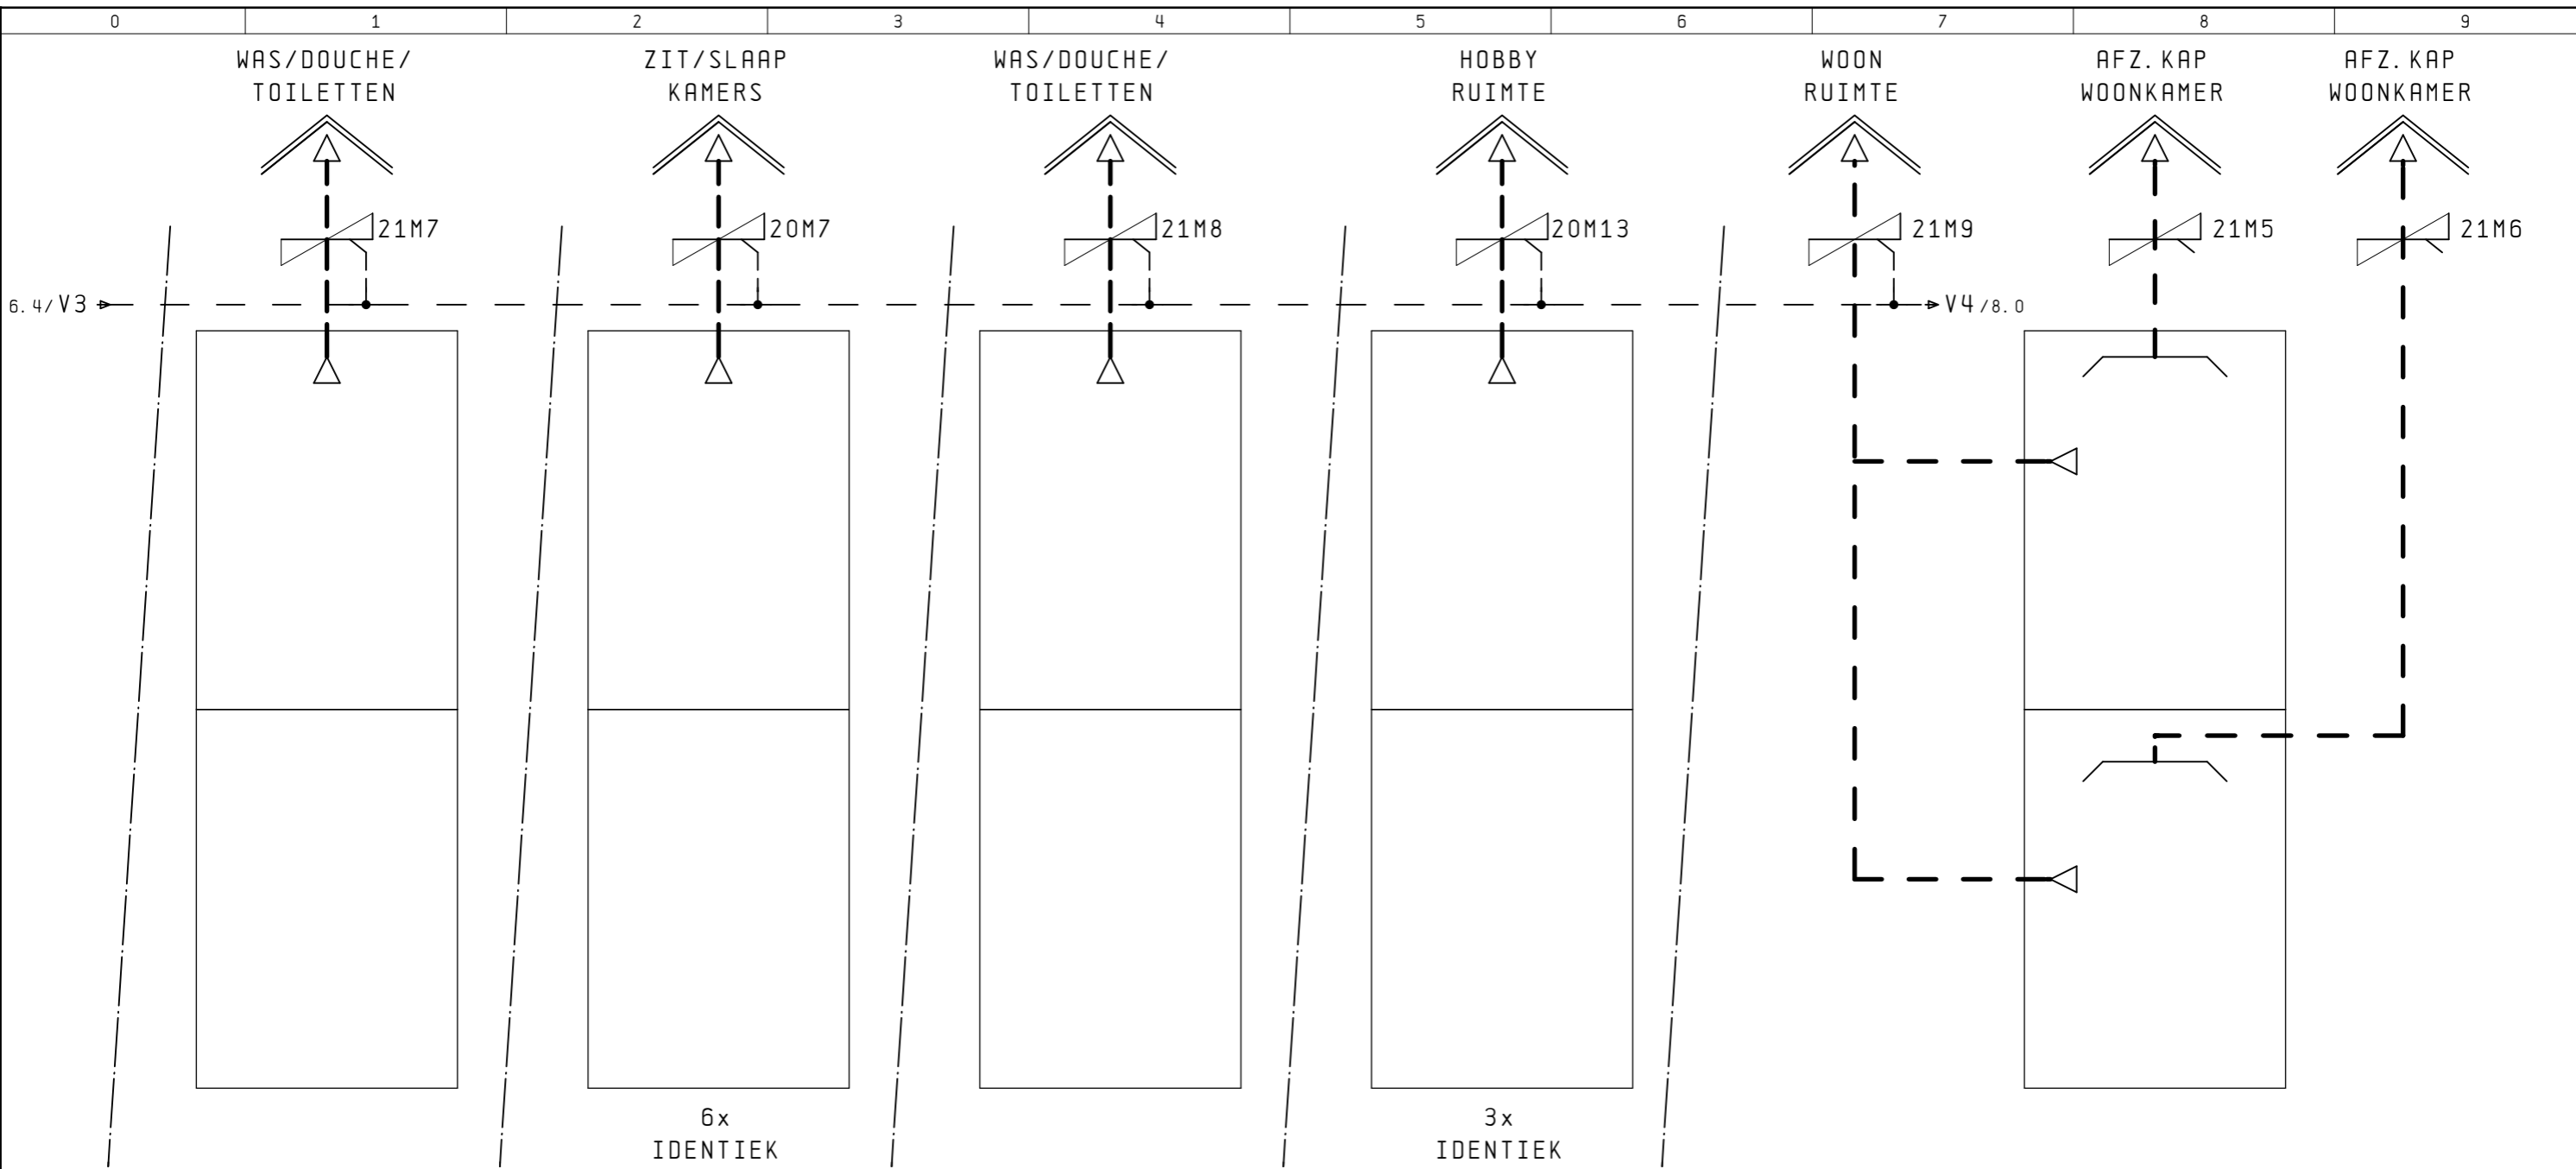 0 1 2 3 4 5 6 7 8 9
WAS/DOUCHE/
TOILETTEN
ZIT/SLAAP
KAMERS
WAS/DOUCHE/
TOILETTEN
HOBBY
RUIMTE
WOON
RUIMTE
AFZ. KAP
WOONKAMER
AFZ. KAP
WOONKAMER
21M7
20M7
21M8
20M13
21M9
21M5
21M6
6.4/V3
V4/8.0
6x
IDENTIEK
3x
IDENTIEK